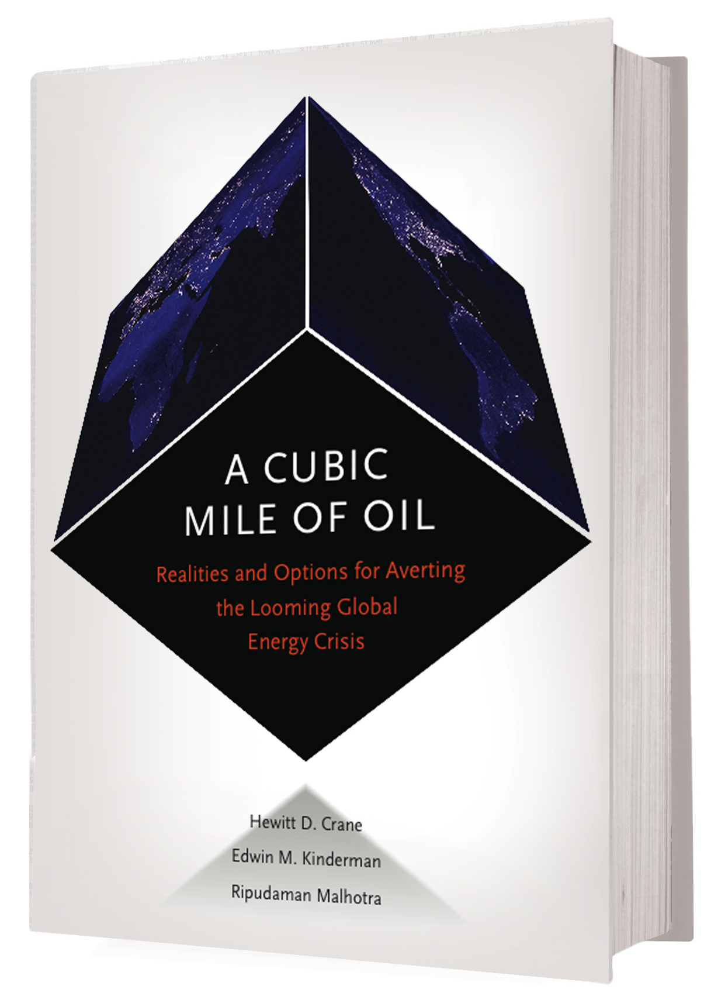 A CUBIC
MILE OF OIL
Realities and Options for Averting
the Looming Global
Energy Crisis
Hewitt D. Crane
Edwin M. Kinderman
Ripudaman Malhotra